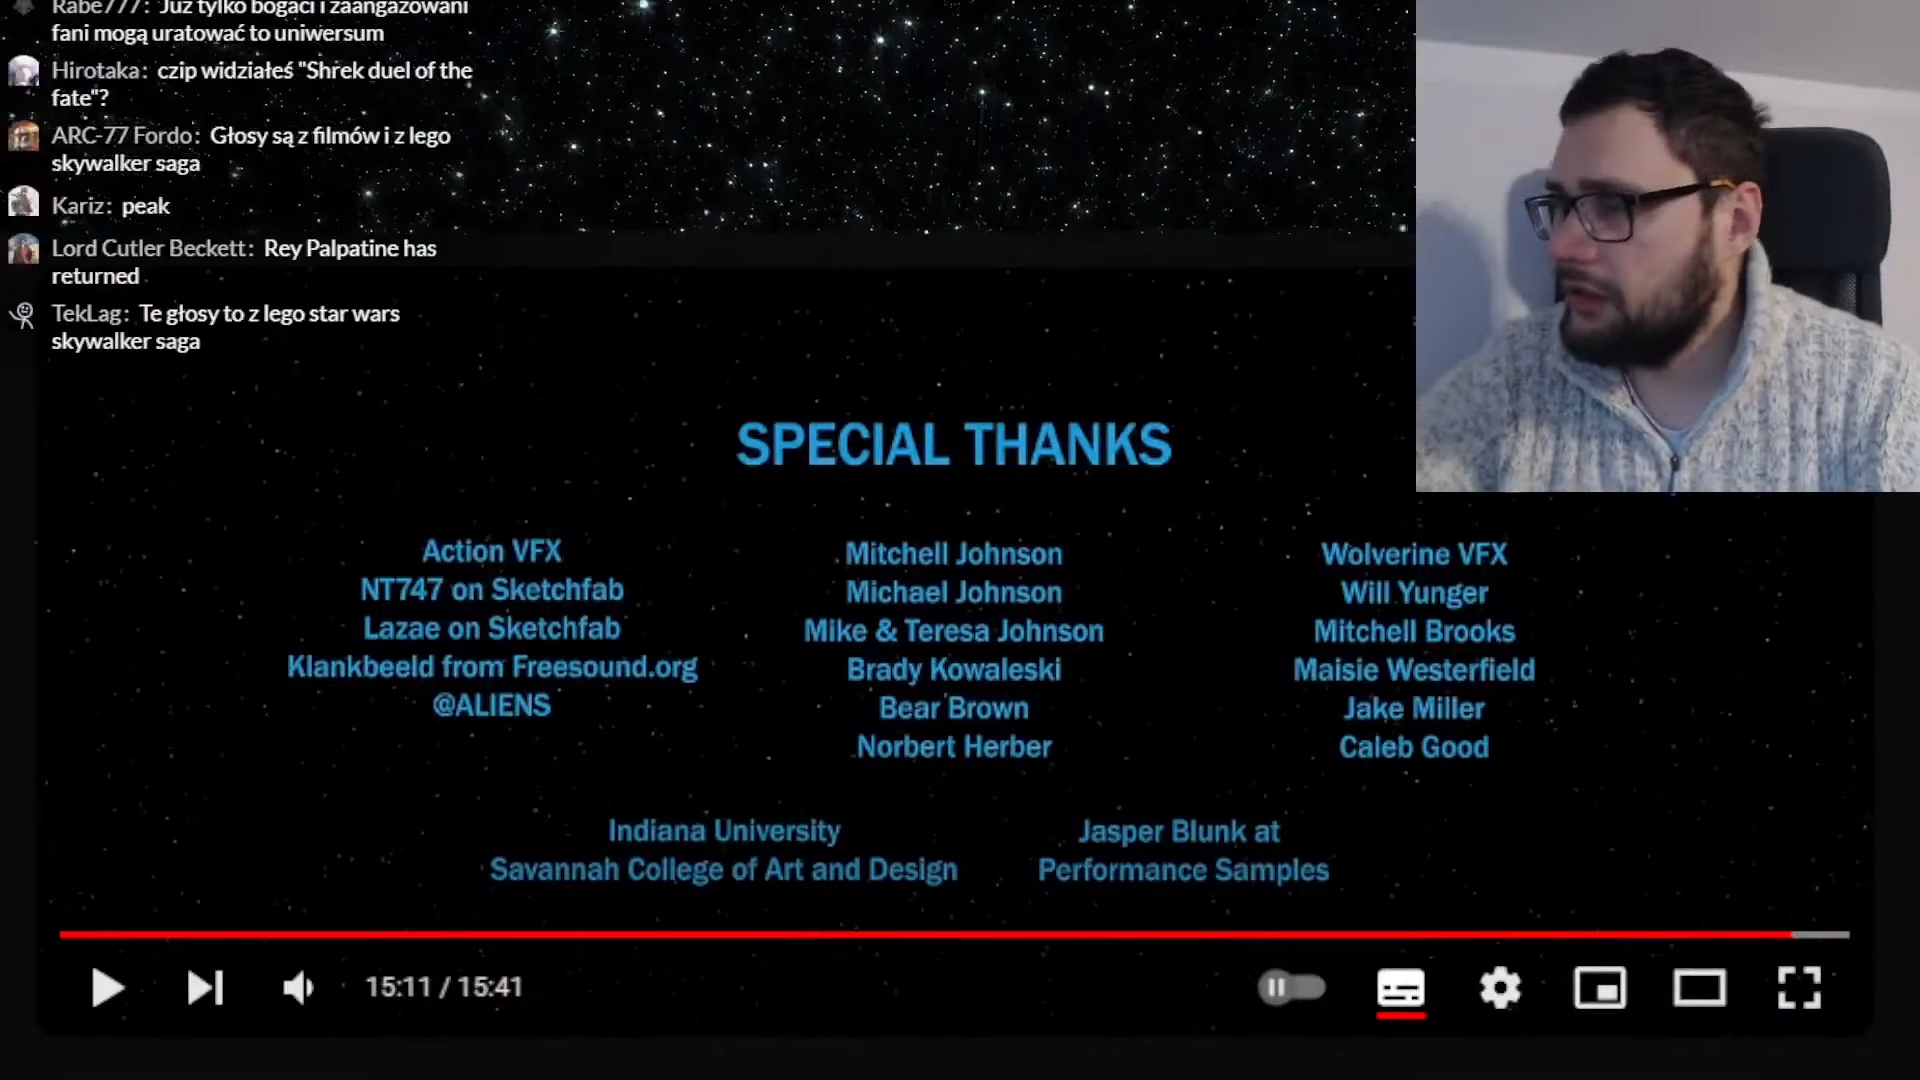 Rabe777: Już tylko bogaci i zaangażowani
fani mogą uratować to uniwersum
Hirotaka: czip widziałeś "Shrek duel of the
fate"?
ARC-77 Fordo: Głosy są z filmów i z lego
skywalker saga
Kariz: peak
Lord Cutler Beckett: Rey Palpatine has
returned
TekLag: Te głosy to z lego star wars
skywalker saga
SPECIAL THANKS
Action VFX
NT747 on Sketchfab
Lazae on Sketchfab
Klankbeeld from Freesound.org
@ALIENS
Mitchell Johnson
Michael Johnson
Mike & Teresa Johnson
Brady Kowaleski
Bear Brown
Norbert Herber
Wolverine VFX
Will Yunger
Mitchell Brooks
Maisie Westerfield
Jake Miller
Caleb Good
Indiana University
Savannah College of Art and Design
Jasper Blunk at
Performance Samples
15:11 / 15:41